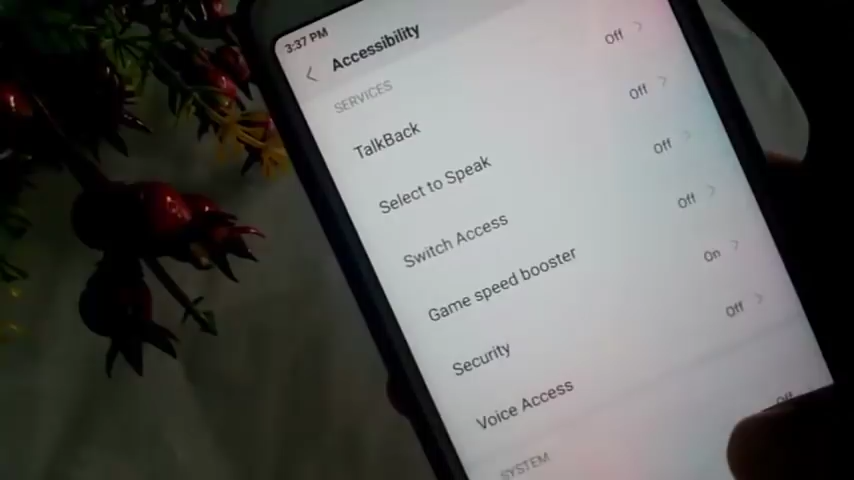 3:37 PM
Accessibility
SERVICES
TalkBack Off
Select to Speak Off
Switch Access Off
Game speed booster Off
Security On
Voice Access Off
SYSTEM
Off